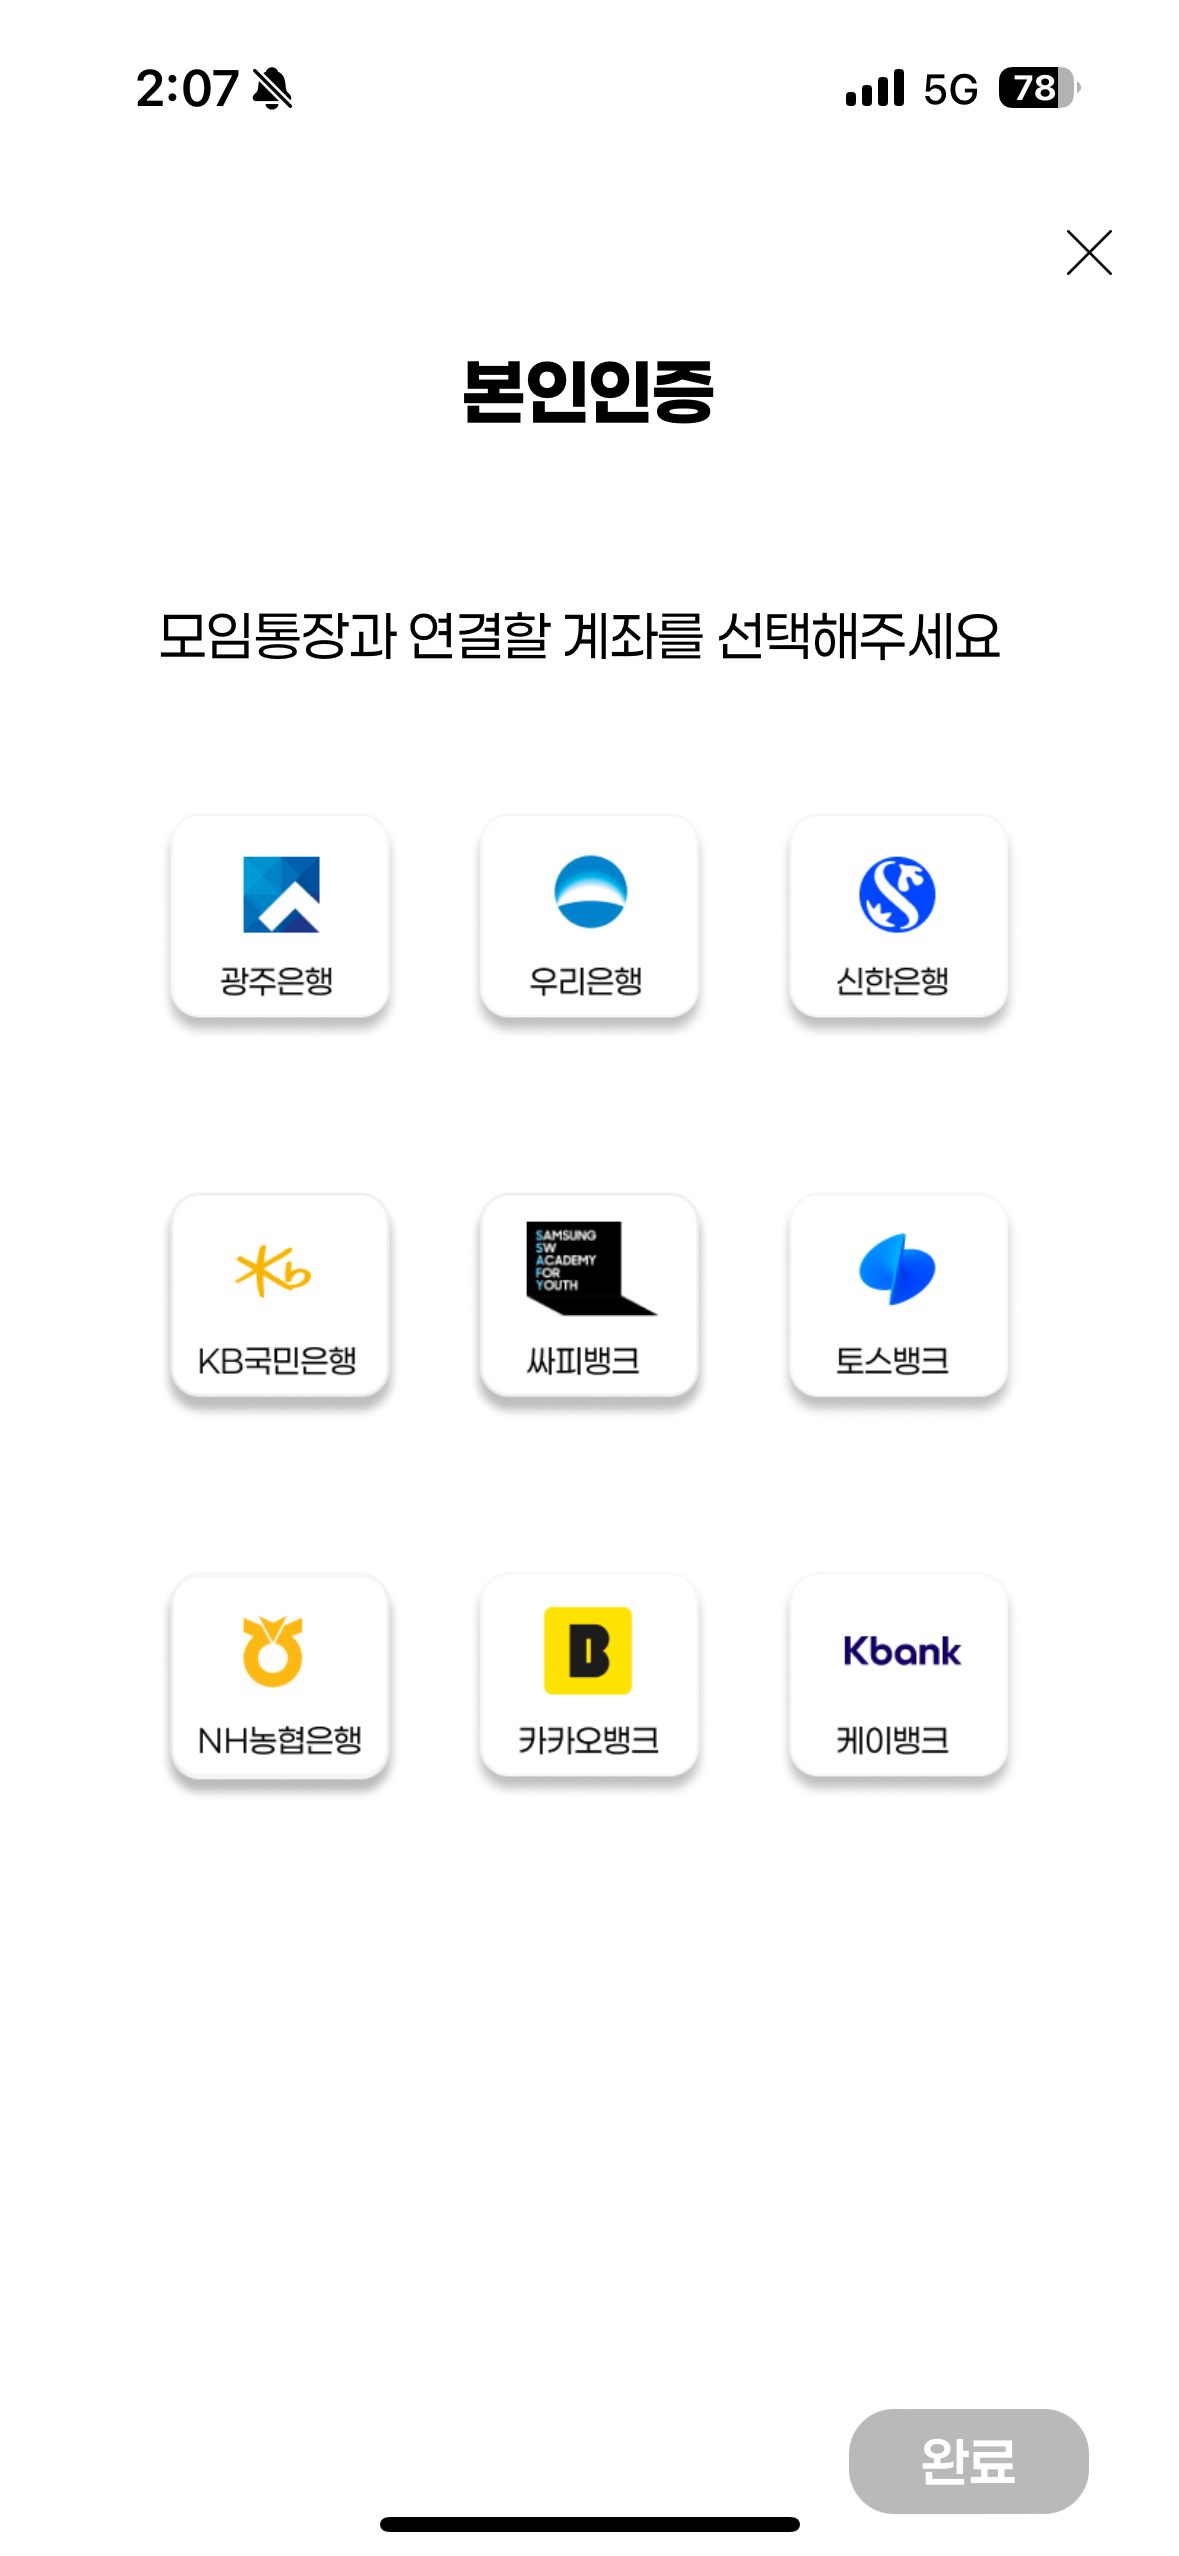 2:07 5G 78
본인인증
모임통장과 연결할 계좌를 선택해주세요
광주은행 우리은행 신한은행
Kb
SAMSUNG
SW
ACADEMY
FOR
YOUTH
KB국민은행 싸피뱅크 토스뱅크
B Kbank
NH농협은행 카카오뱅크 케이뱅크
완료